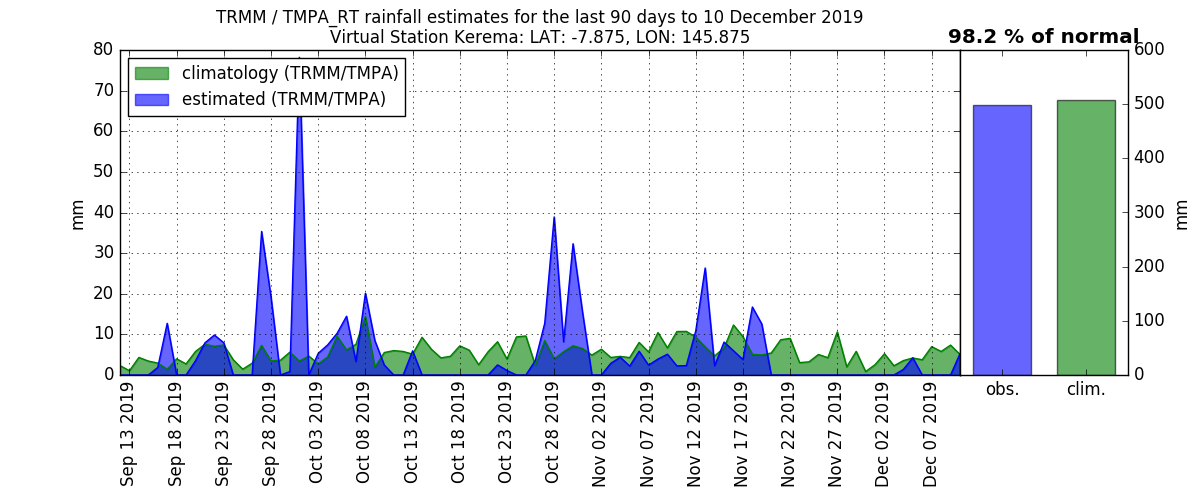 TRMM / TMPA_RT rainfall estimates for the last 90 days to 10 December 2019
Virtual Station Kerema: LAT: -7.875, LON: 145.875
98.2 % of normal
climatology (TRMM/TMPA)
estimated (TRMM/TMPA)
80
70
60
50
40
30
20
10
0
mm
Sep 13 2019
Sep 18 2019
Sep 23 2019
Sep 28 2019
Oct 03 2019
Oct 08 2019
Oct 13 2019
Oct 18 2019
Oct 23 2019
Oct 28 2019
Nov 02 2019
Nov 07 2019
Nov 12 2019
Nov 17 2019
Nov 22 2019
Nov 27 2019
Dec 02 2019
Dec 07 2019
600
500
400
300
200
100
0
mm
obs.
clim.